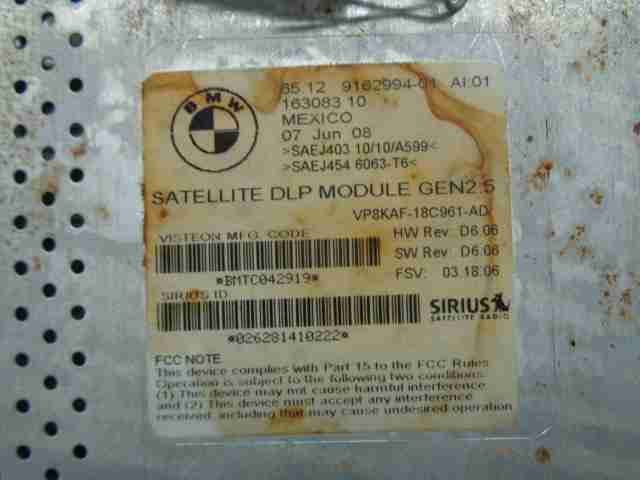 BMW
65 12 9162994-01 AI:01
163083 10
MEXICO
07 Jun 08
>SAEJ403 10/10/A599<
>SAEJ454 6063-T6<
SATELLITE DLP MODULE GEN2.5
VP8KAF-18C961-AD
VISTEON MFG. CODE
HW Rev: D6.06
SW Rev: D6.06
*BMTC042919*
FSV: 03.18.06
SIRIUS ID
SIRIUS
SATELLITE RADIO
*026281410222*
FCC NOTE
This device complies with Part 15 to the FCC Rules
Operation is subject to the following two conditions.
(1) This device may not cause harmful interference
and (2) This device must accept any interference
received, including that may cause undesired operation